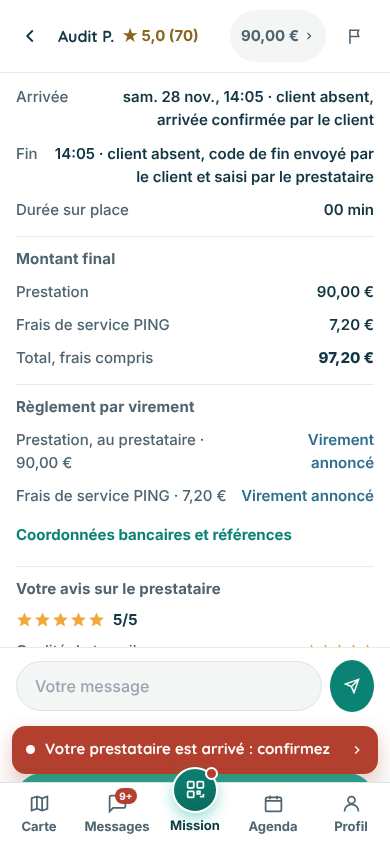 Audit P. ★ 5,0 (70)
90,00 € ›
Arrivée sam. 28 nov., 14:05 · client absent,
arrivée confirmée par le client
Fin 14:05 · client absent, code de fin envoyé par
le client et saisi par le prestataire
Durée sur place 00 min
Montant final
Prestation 90,00 €
Frais de service PING 7,20 €
Total, frais compris 97,20 €
Règlement par virement
Prestation, au prestataire · Virement
90,00 € annoncé
Frais de service PING · 7,20 € Virement annoncé
Coordonnées bancaires et références
Votre avis sur le prestataire
★★★★★ 5/5
Votre message
Votre prestataire est arrivé : confirmez ›
9+
Carte Messages Mission Agenda Profil